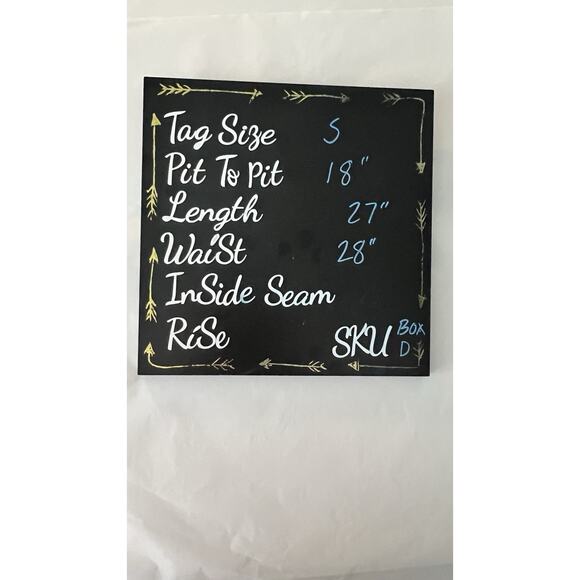 Tag Size S
Pit To Pit 18"
Length 27"
Waist 28"
InSide Seam
RiSe SKU Box D